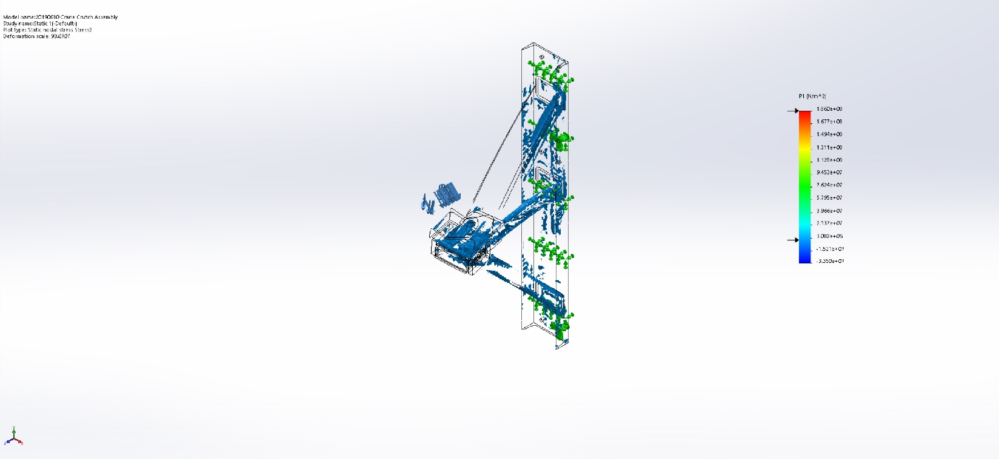 Model name:20190610 Crane Crutch Assembly
Study name:Static 1(-Default-)
Plot type: Static nodal stress Stress2
Deformation scale: 93.0707
P1 (N/m^2)
1.860e+08
1.677e+08
1.494e+08
1.311e+08
1.128e+08
9.453e+07
7.624e+07
5.795e+07
3.966e+07
2.137e+07
3.082e+06
-1.521e+07
-3.350e+07
Y
Z
X